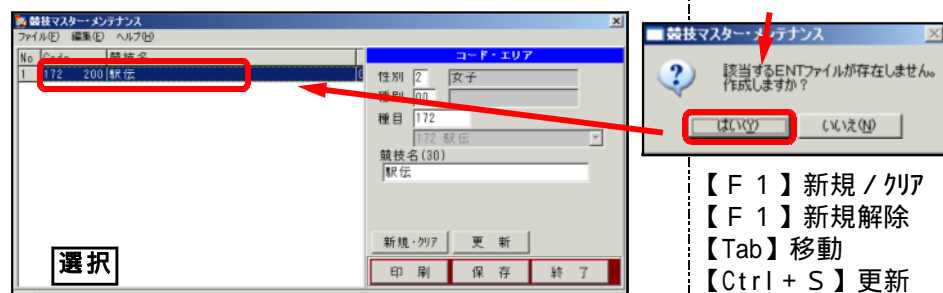 競技マスター・メンテナンス
ファイル(F) 編集(E) ヘルプ(H)
No Code 競技名
1 172 200 駅伝
コード・エリア
性別 2 女子
種別 00
種目 172
172 駅伝
競技名(30)
駅伝
新規・クリア 更 新
印 刷 保 存 終 了
選択
競技マスター・メンテナンス
該当するENTファイルが存在しません。
作成しますか？
はい(Y) いいえ(N)
【Ｆ１】新規 / クリア
【Ｆ１】新規解除
【Tab】移動
【Ctrl + S】更新